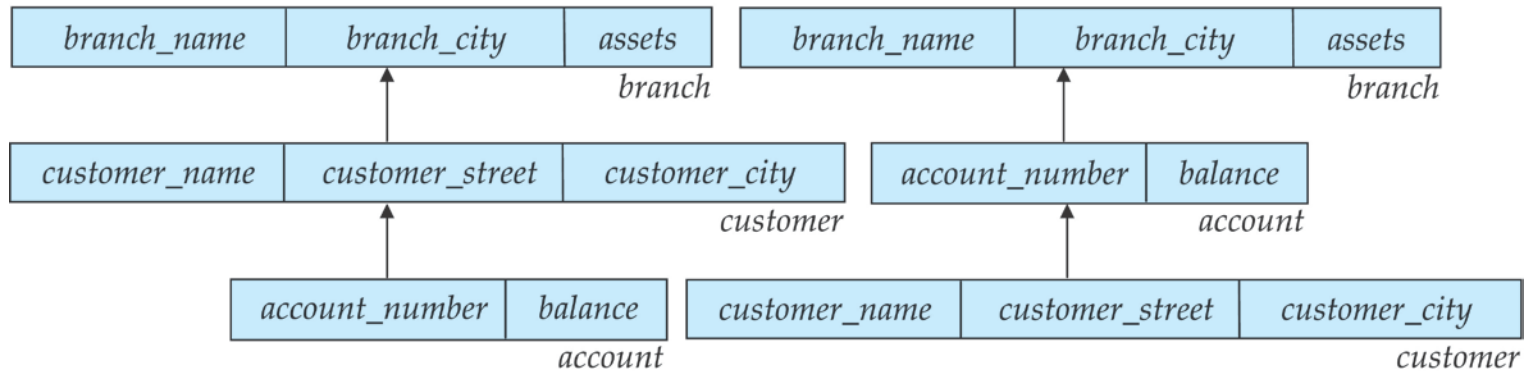 branch_name branch_city assets branch_name branch_city assets
branch branch
customer_name customer_street customer_city account_number balance
customer account
account_number balance customer_name customer_street customer_city
account customer